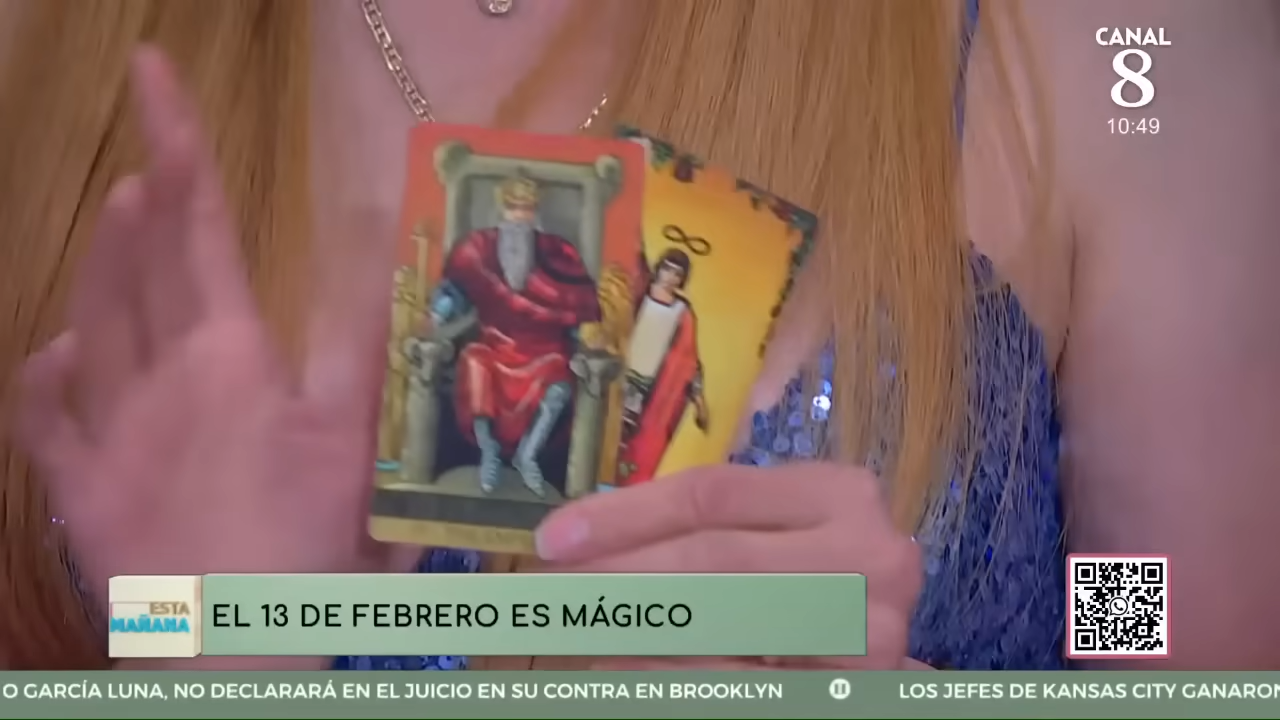 CANAL
8
10:49
ESTA
MAÑANA
EL 13 DE FEBRERO ES MÁGICO
O GARCÍA LUNA, NO DECLARARÁ EN EL JUICIO EN SU CONTRA EN BROOKLYN
LOS JEFES DE KANSAS CITY GANARON